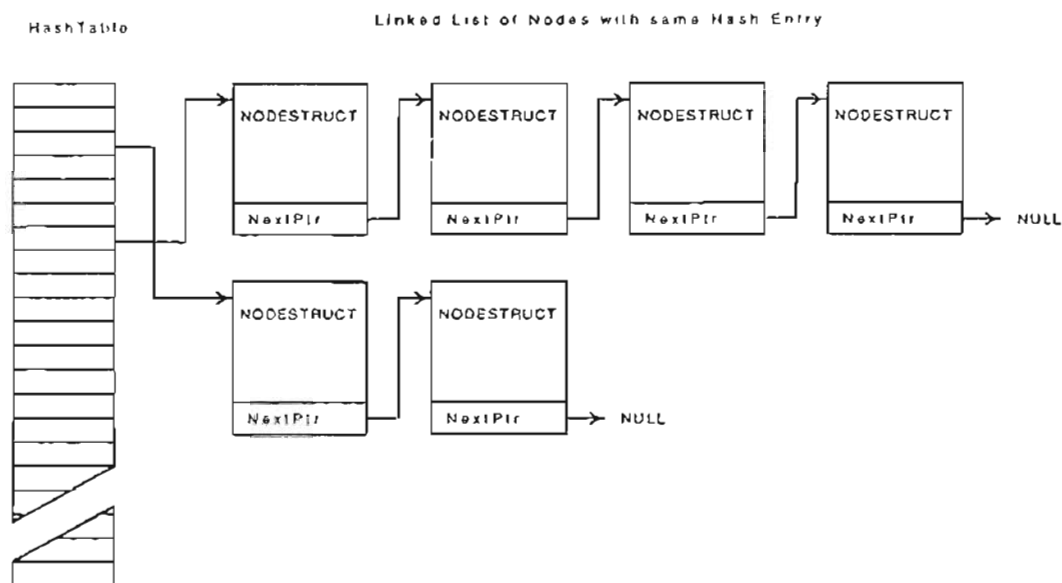 HashTable
Linked List of Nodes with same Hash Entry
NODESTRUCT NODESTRUCT NODESTRUCT NODESTRUCT
NextPtr NextPtr NextPtr NextPtr NULL
NODESTRUCT NODESTRUCT
NextPtr NextPtr NULL